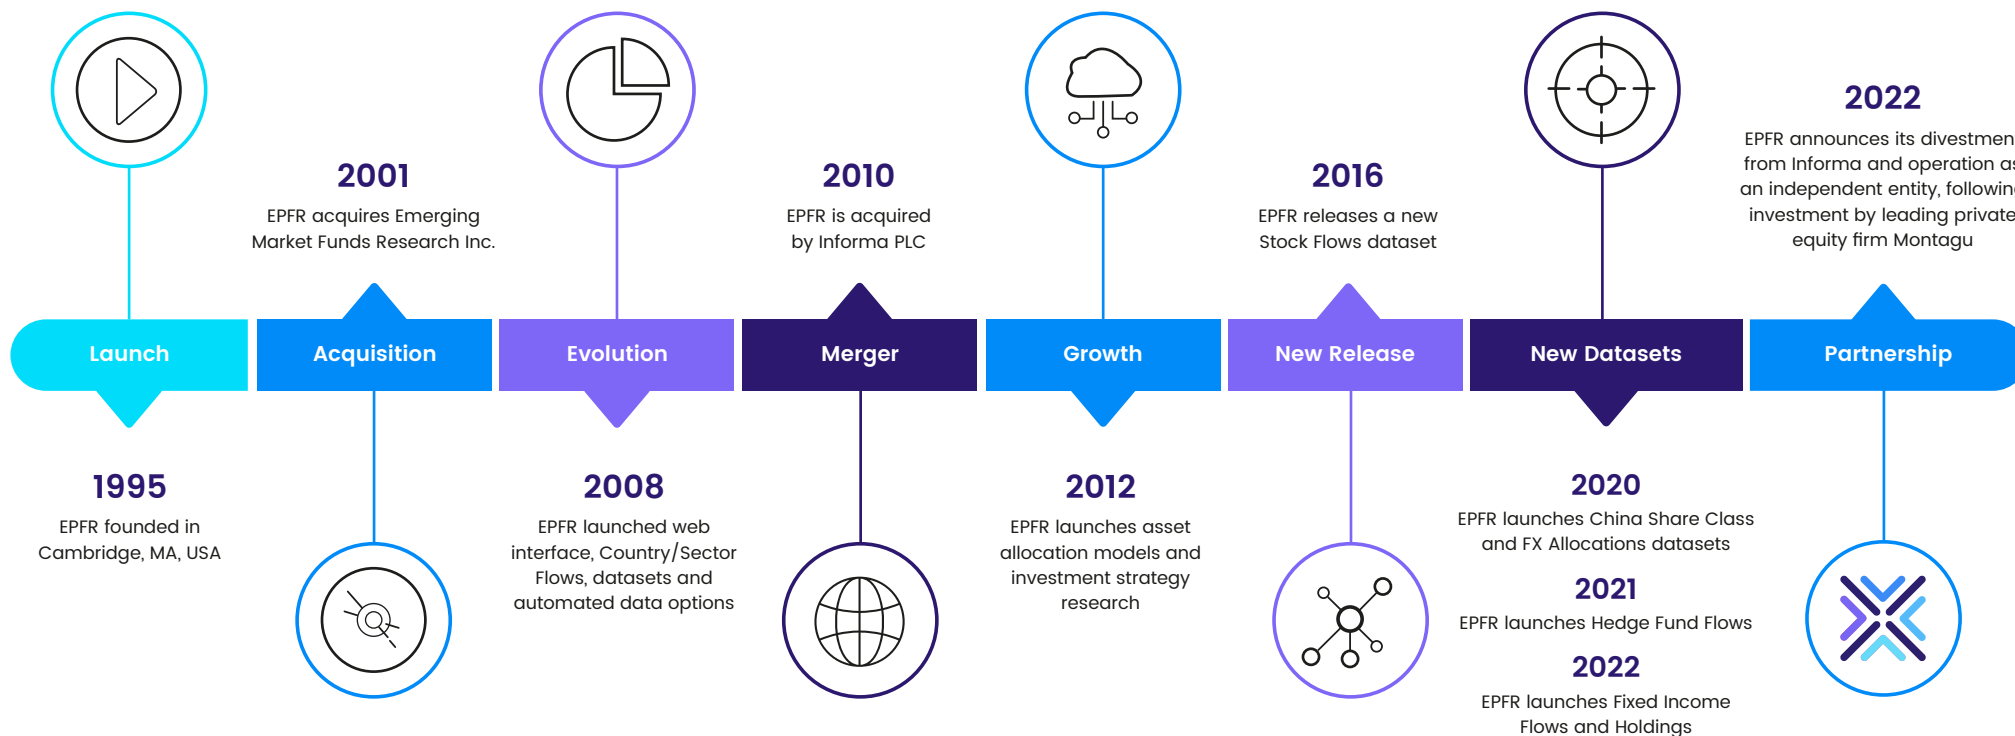 Launch
1995
EPFR founded in
Cambridge, MA, USA
2001
EPFR acquires Emerging
Market Funds Research Inc.
Acquisition
Evolution
2008
EPFR launched web
interface, Country/Sector
Flows, datasets and
automated data options
2010
EPFR is acquired
by Informa PLC
Merger
Growth
2012
EPFR launches asset
allocation models and
investment strategy
research
2016
EPFR releases a new
Stock Flows dataset
New Release
New Datasets
2020
EPFR launches China Share Class
and FX Allocations datasets
2021
EPFR launches Hedge Fund Flows
2022
EPFR launches Fixed Income
Flows and Holdings
2022
EPFR announces its divestmen
from Informa and operation as
an independent entity, following
investment by leading private
equity firm Montagu
Partnership